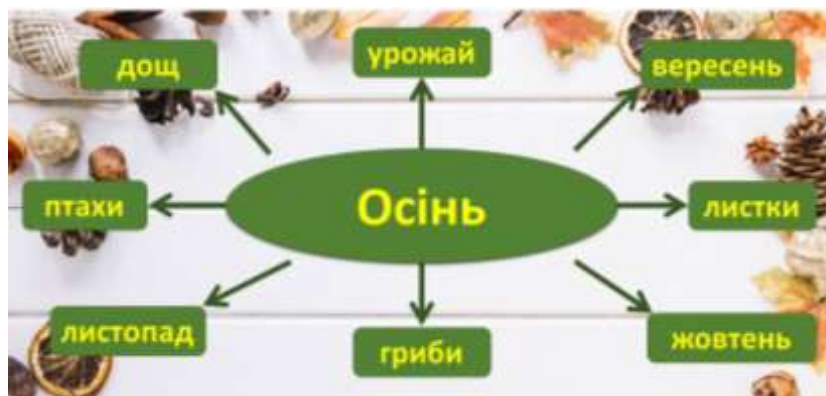 дощ
урожай
вересень
птахи
Осінь
листки
листопад
гриби
жовтень